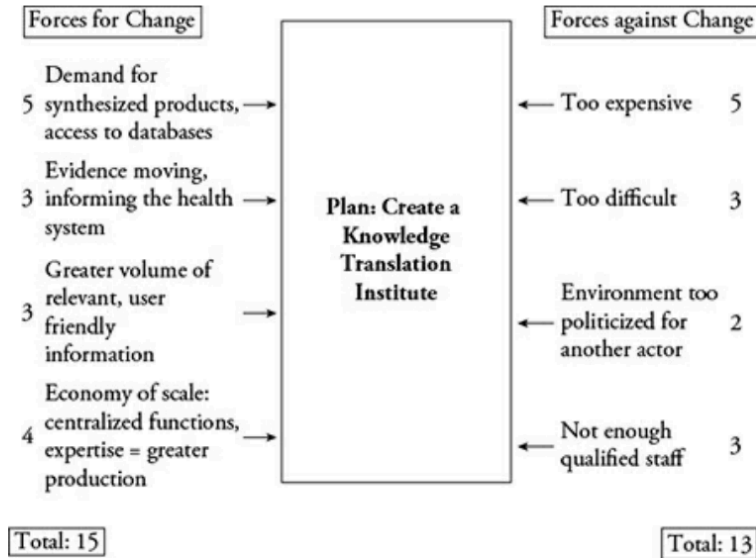 Forces for Change
5
Demand for
synthesized products,
access to databases
3
Evidence moving,
informing the health
system
3
Greater volume of
relevant, user
friendly
information
4
Economy of scale:
centralized functions,
expertise = greater
production
Total: 15
Plan: Create a
Knowledge
Translation
Institute
Forces against Change
Too expensive
5
Too difficult
3
Environment too
politicized for
another actor
2
Not enough
qualified staff
3
Total: 13